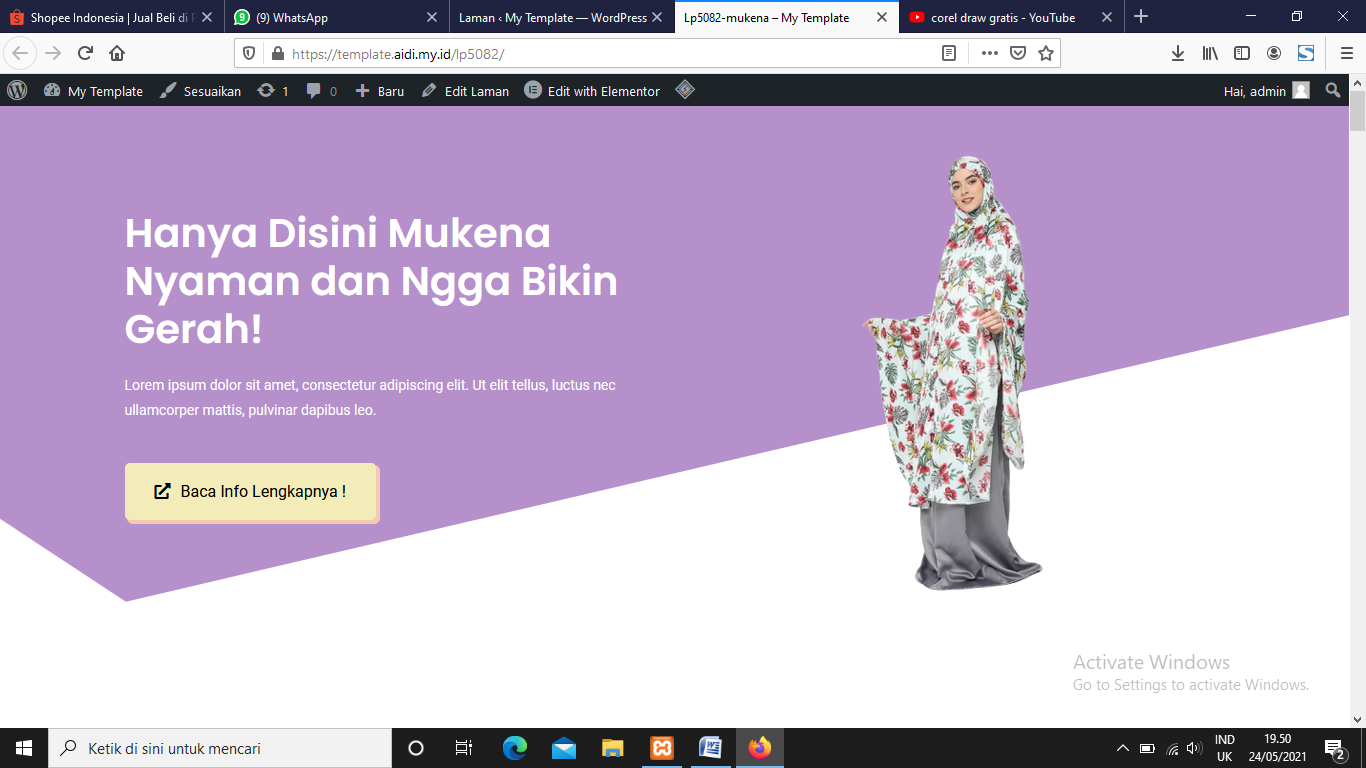 Shopee Indonesia | Jual Beli di
(9) WhatsApp
Laman ‹ My Template — WordPress
Lp5082-mukena – My Template
corel draw gratis - YouTube
https://template.aidi.my.id/lp5082/
My Template
Sesuaikan
1
0
Baru
Edit Laman
Edit with Elementor
Hai, admin
Hanya Disini Mukena
Nyaman dan Ngga Bikin
Gerah!
Lorem ipsum dolor sit amet, consectetur adipiscing elit. Ut elit tellus, luctus nec
ullamcorper mattis, pulvinar dapibus leo.
Baca Info Lengkapnya !
Activate Windows
Go to Settings to activate Windows.
Ketik di sini untuk mencari
IND
UK
19.50
24/05/2021
2